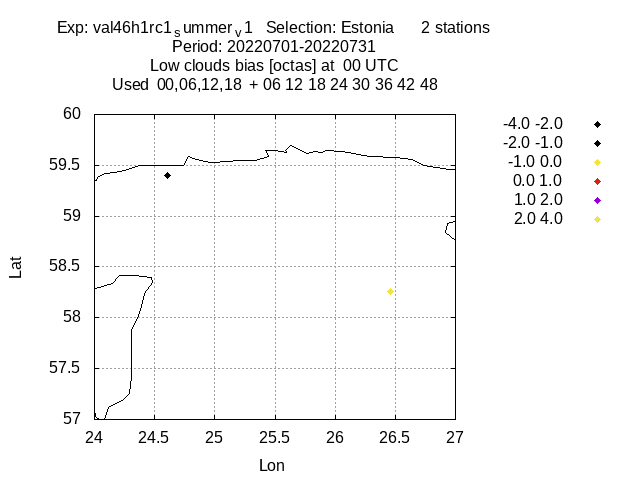 Exp: val46h1rc1summerv1 Selection: Estonia 2 stations
Period: 20220701-20220731
Low clouds bias [octas] at 00 UTC
Used 00,06,12,18 + 06 12 18 24 30 36 42 48
60
59.5
59
58.5
58
57.5
57
Lat
24 24.5 25 25.5 26 26.5 27
Lon
-4.0 -2.0
-2.0 -1.0
-1.0 0.0
0.0 1.0
1.0 2.0
2.0 4.0